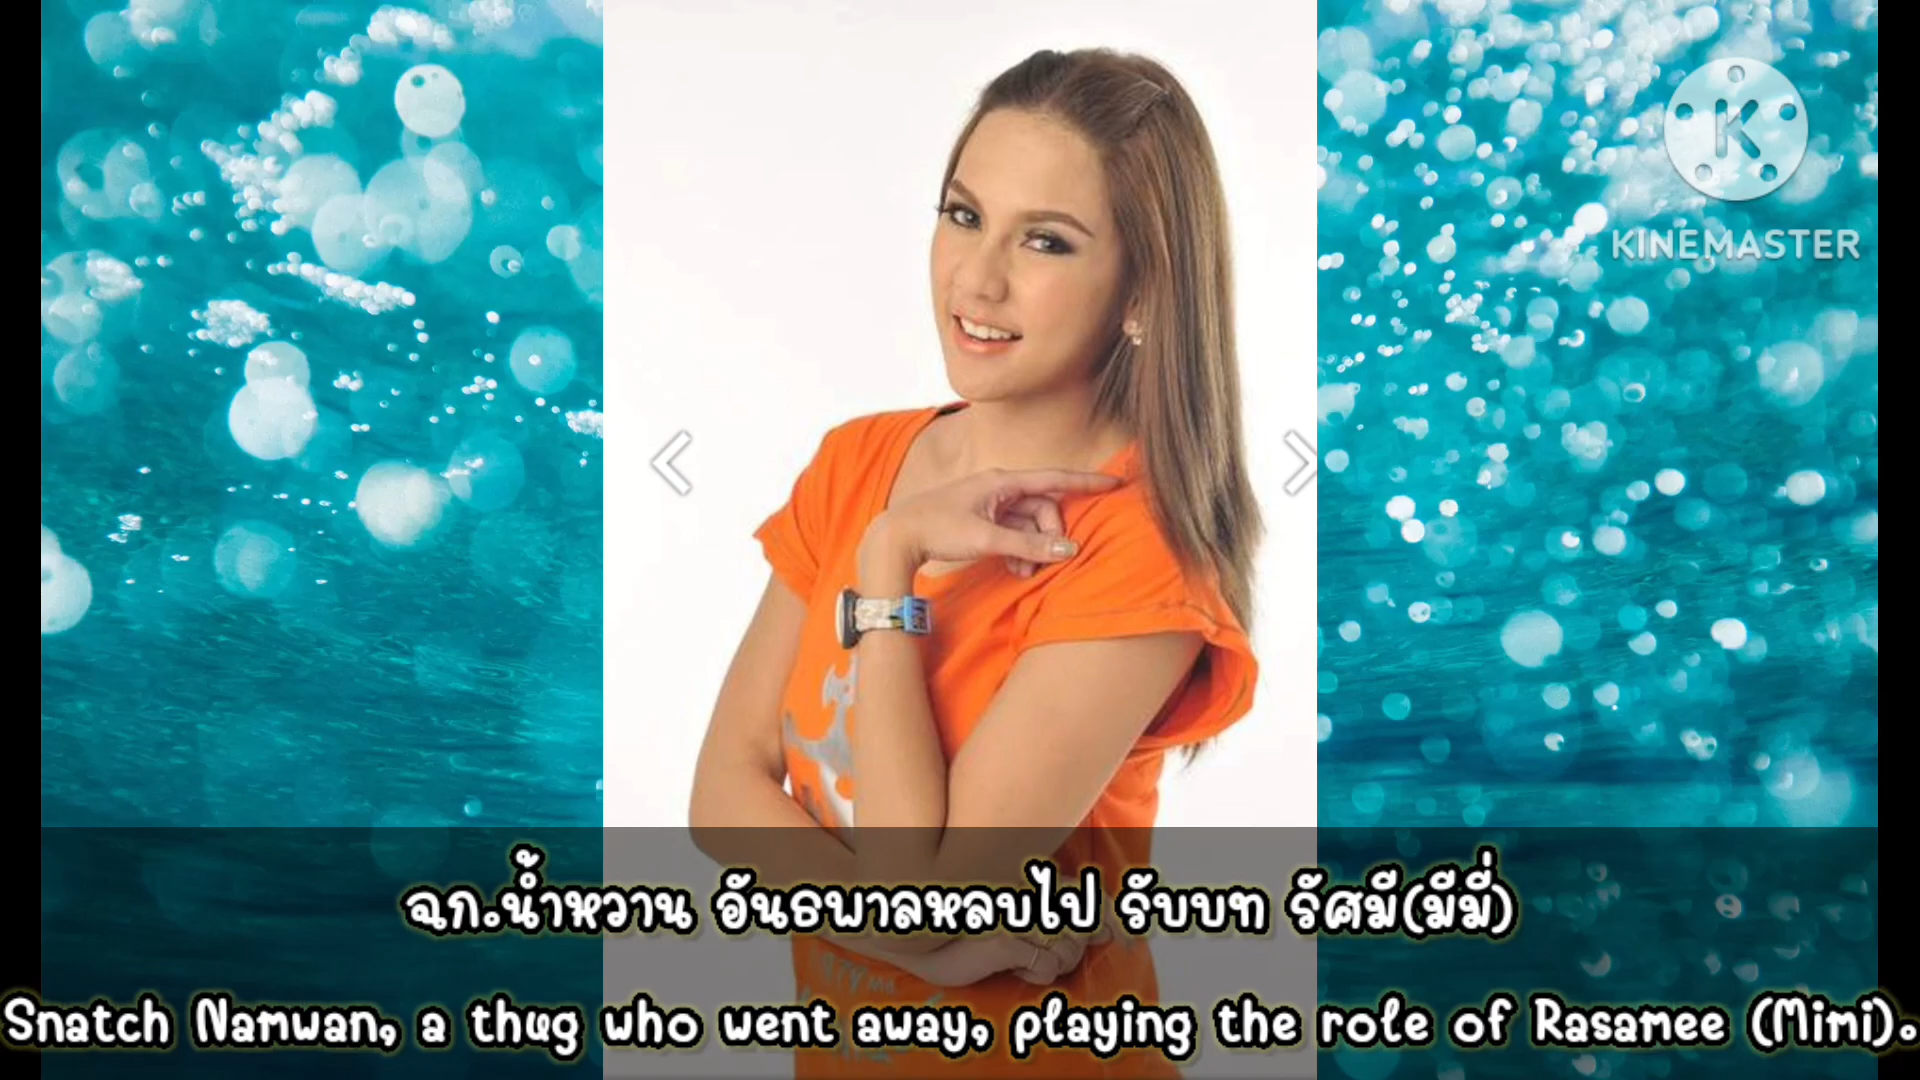 KINEMASTER
ฉก.น้ำหวาน อันธพาลหลบไป รับบท รัศมี(มีมี่)
Snatch Namwan, a thug who went away, playing the role of Rasamee (Mimi).